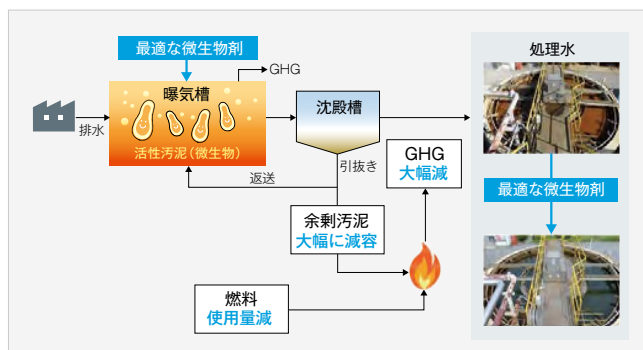 最適な微生物剤
GHG
処理水
曝気槽
沈殿槽
排水
活性汚泥(微生物)
引抜き
GHG
大幅減
返送
最適な微生物剤
余剰汚泥
大幅に減容
燃料
使用量減